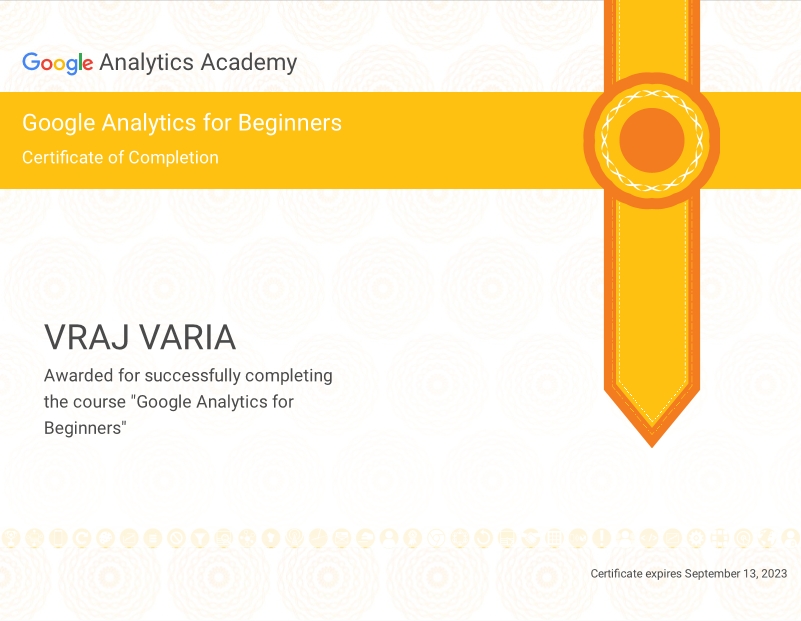 Google Analytics Academy
Google Analytics for Beginners
Certificate of Completion
VRAJ VARIA
Awarded for successfully completing
the course "Google Analytics for
Beginners"
Certificate expires September 13, 2023